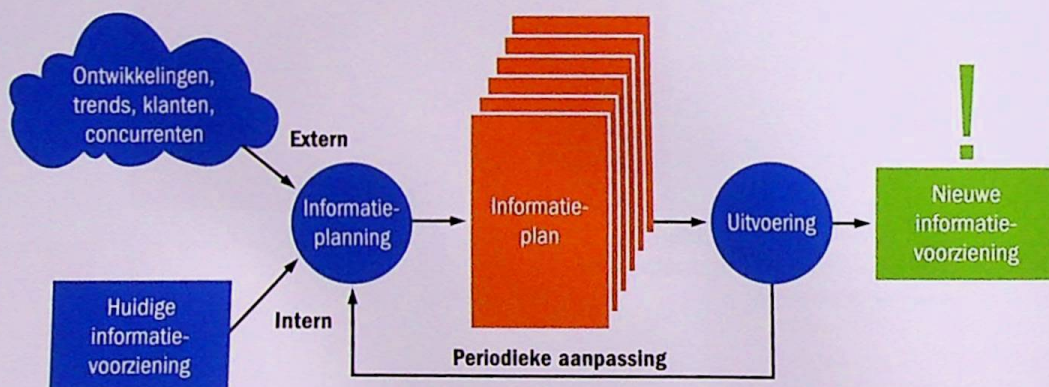 Ontwikkelingen,
trends, klanten,
concurrenten
Extern
Informatie-
planning
Informatie-
plan
Uitvoering
!
Nieuwe
informatie-
voorziening
Huidige
informatie-
voorziening
Intern
Periodieke aanpassing